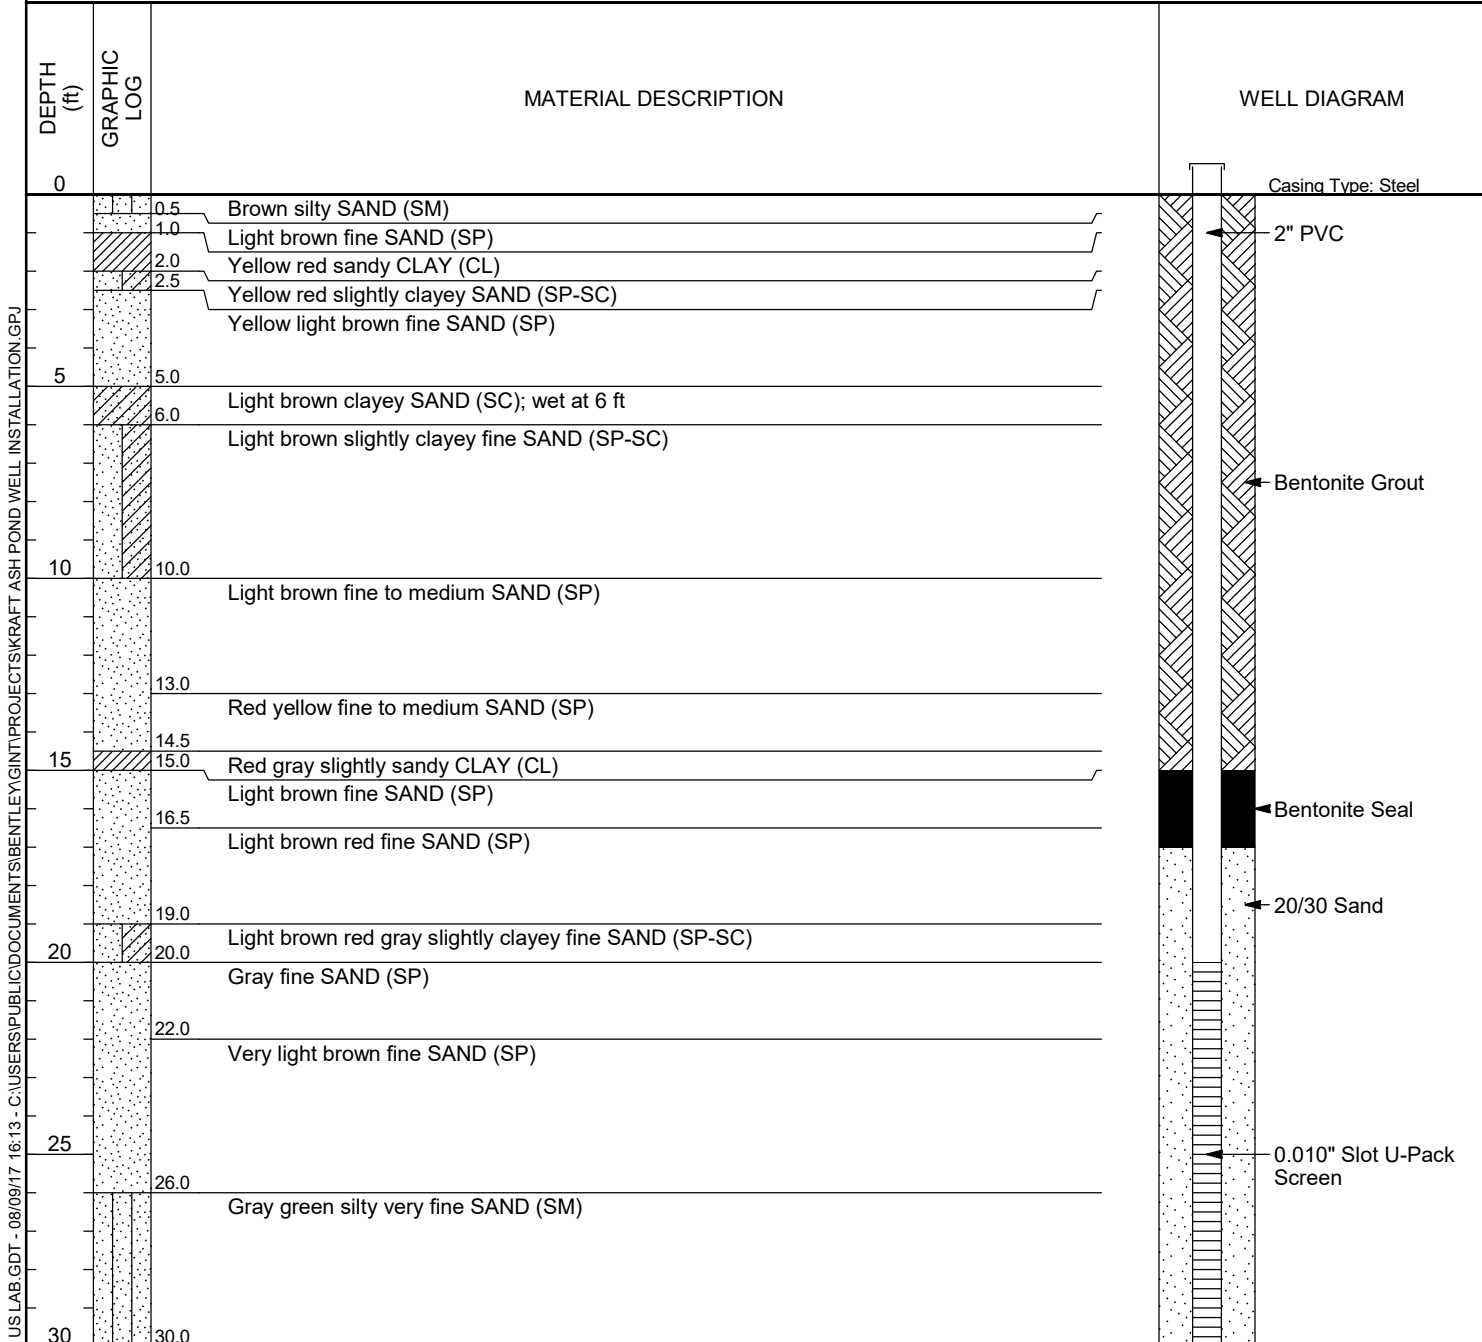 DEPTH
(ft)
GRAPHIC
LOG
MATERIAL DESCRIPTION
WELL DIAGRAM
0
Casing Type: Steel
0.5
Brown silty SAND (SM)
1.0
Light brown fine SAND (SP)
2" PVC
2.0
Yellow red sandy CLAY (CL)
2.5
Yellow red slightly clayey SAND (SP-SC)
Yellow light brown fine SAND (SP)
5
5.0
Light brown clayey SAND (SC); wet at 6 ft
6.0
Light brown slightly clayey fine SAND (SP-SC)
Bentonite Grout
10
10.0
Light brown fine to medium SAND (SP)
13.0
Red yellow fine to medium SAND (SP)
14.5
15
15.0
Red gray slightly sandy CLAY (CL)
Light brown fine SAND (SP)
Bentonite Seal
16.5
Light brown red fine SAND (SP)
20/30 Sand
19.0
Light brown red gray slightly clayey fine SAND (SP-SC)
20
20.0
Gray fine SAND (SP)
22.0
Very light brown fine SAND (SP)
25
0.010" Slot U-Pack
Screen
26.0
Gray green silty very fine SAND (SM)
30
30.0
US LAB.GDT - 08/09/17 16:13 - C:\USERS\PUBLIC\DOCUMENTS\BENTLEY\GINT\PROJECTS\KRAFT ASH POND WELL INSTALLATION.GPJ